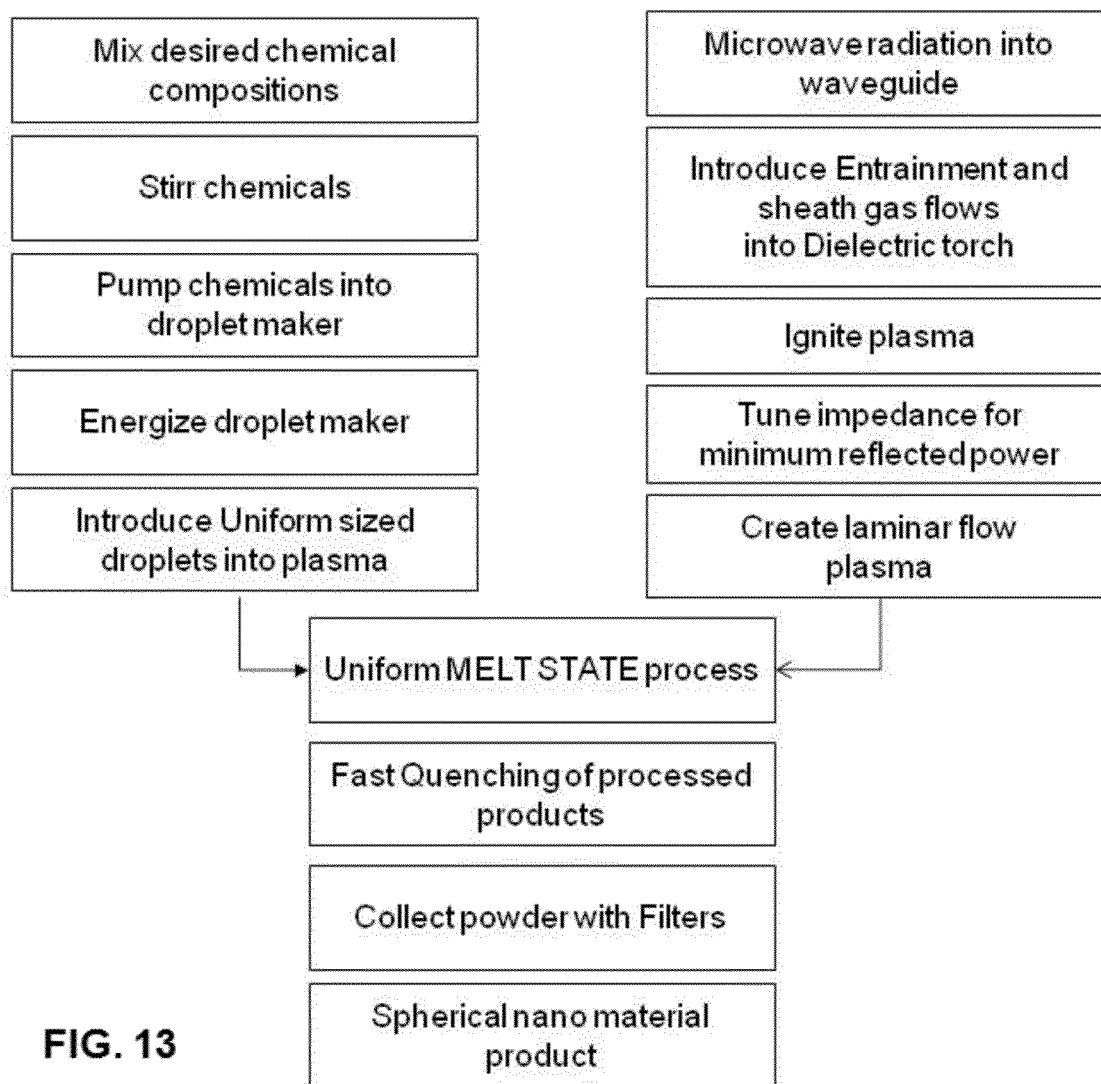 Mix desired chemical
compositions
Stirr chemicals
Pump chemicals into
droplet maker
Energize droplet maker
Introduce Uniform sized
droplets into plasma
Microwave radiation into
waveguide
Introduce Entrainment and
sheath gas flows
into Dielectric torch
Ignite plasma
Tune impedance for
minimum reflected power
Create laminar flow
plasma
Uniform MELT STATE process
Fast Quenching of processed
products
Collect powder with Filters
Spherical nano material
product
FIG. 13